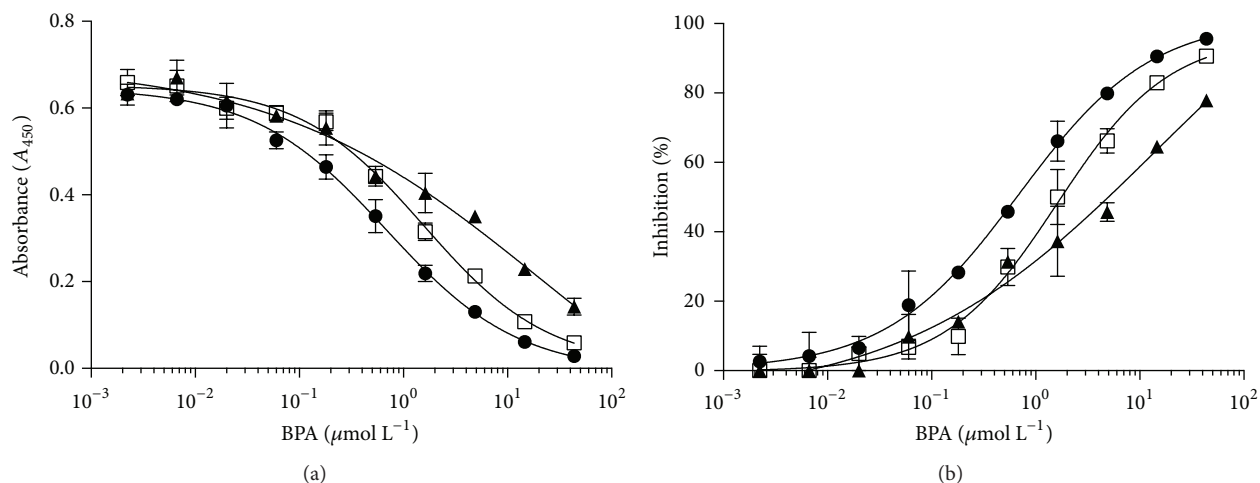 0.8
0.6
0.4
0.2
0.0
Absorbance (A₄₅₀)
10⁻³ 10⁻² 10⁻¹ 10⁰ 10¹ 10²
BPA (μmol L⁻¹)
(a)
100
80
60
40
20
0
Inhibition (%)
10⁻³ 10⁻² 10⁻¹ 10⁰ 10¹ 10²
BPA (μmol L⁻¹)
(b)